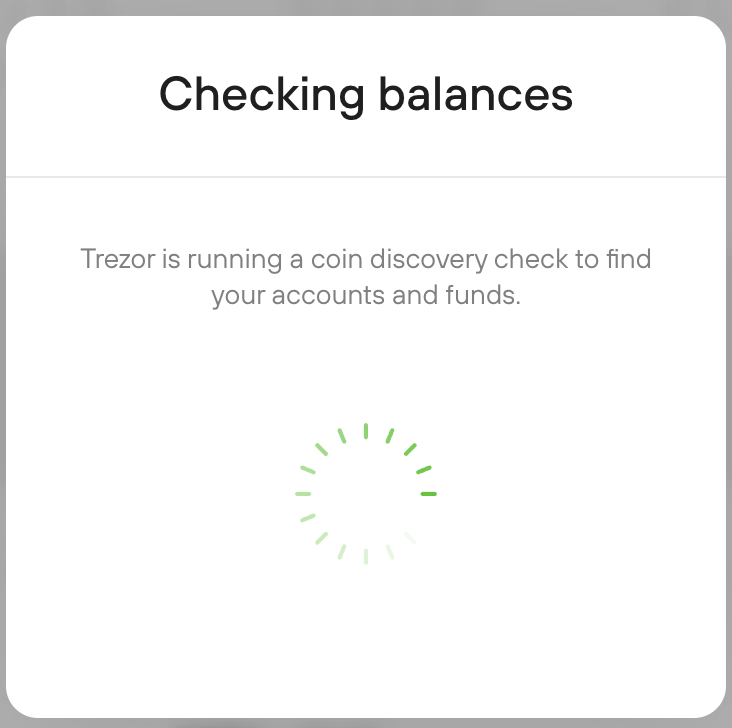 Checking balances
Trezor is running a coin discovery check to find
your accounts and funds.